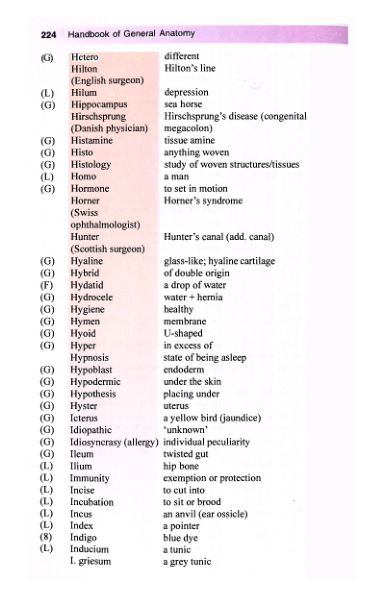 224 Handbook of General Anatomy
(G) Hetero different
Hilton Hilton's line
(English surgeon)
(L) Hilum depression
(G) Hippocampus sea horse
Hirschsprung Hirschsprung's disease (congenital
(Danish physician) megacolon)
(G) Histamine tissue amine
(G) Histo anything woven
(G) Histology study of woven structures/tissues
(L) Homo a man
(G) Hormone to set in motion
Horner Horner's syndrome
(Swiss
ophthalmologist)
Hunter Hunter's canal (add. canal)
(Scottish surgeon)
(G) Hyaline glass-like; hyaline cartilage
(G) Hybrid of double origin
(F) Hydatid a drop of water
(G) Hydrocele water + hernia
(G) Hygiene healthy
(G) Hymen membrane
(G) Hyoid U-shaped
(G) Hyper in excess of
Hypnosis state of being asleep
(G) Hypoblast endoderm
(G) Hypodermic under the skin
(G) Hypothesis placing under
(G) Hyster uterus
(G) Icterus a yellow bird (jaundice)
(G) Idiopathic 'unknown'
(G) Idiosyncrasy (allergy) individual peculiarity
(G) Ileum twisted gut
(L) Ilium hip bone
(L) Immunity exemption or protection
(L) Incise to cut into
(L) Incubation to sit or brood
(L) Incus an anvil (ear ossicle)
(L) Index a pointer
(8) Indigo blue dye
(L) Inducium a tunic
I. griesum a grey tunic